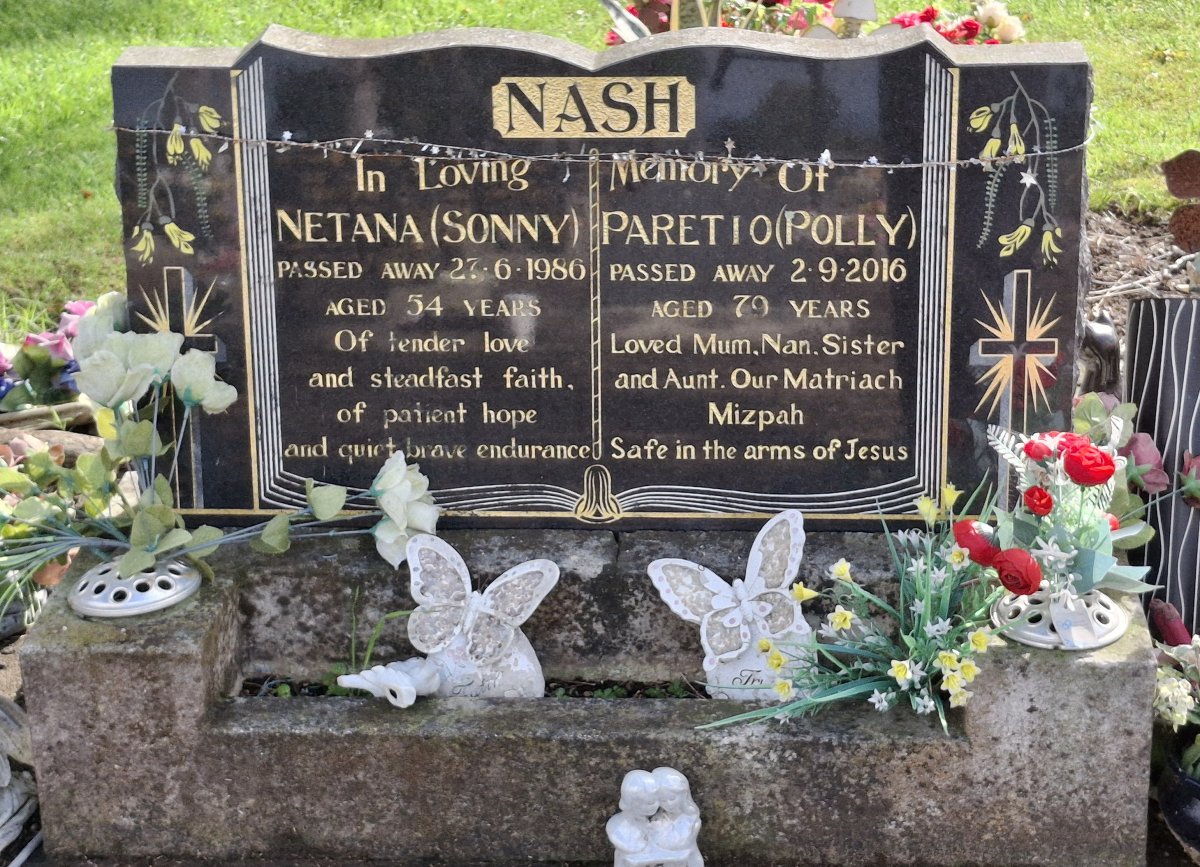 NASH
In Loving Memory Of
NETANA (SONNY)
PASSED AWAY 27·6·1986
AGED 54 YEARS
Of tender love
and steadfast faith,
of patient hope
and quiet brave endurance
PARETIO (POLLY)
PASSED AWAY 2·9·2016
AGED 79 YEARS
Loved Mum, Nan, Sister
and Aunt. Our Matriach
Mizpah
Safe in the arms of Jesus